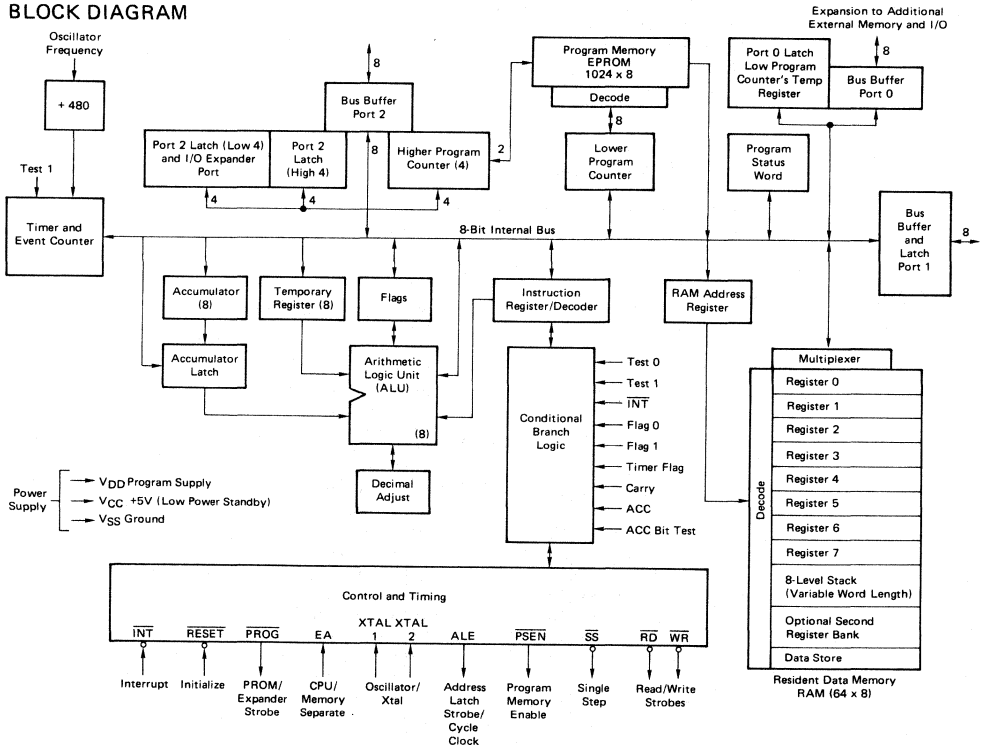 BLOCK DIAGRAM
Oscillator
Frequency
+ 480
Test 1
Timer and
Event Counter
Port 2 Latch (Low 4)
and I/O Expander
Port
Port 2
Latch
(High 4)
Bus Buffer
Port 2
8
8
Higher Program
Counter (4)
2
4
4
4
Program Memory
EPROM
1024 x 8
Decode
8
Lower
Program
Counter
Expansion to Additional
External Memory and I/O
8
Port 0 Latch
Low Program
Counter's Temp
Register
Bus Buffer
Port 0
Program
Status
Word
8-Bit Internal Bus
Bus
Buffer
and
Latch
Port 1
8
Accumulator
(8)
Temporary
Register (8)
Flags
Instruction
Register/Decoder
RAM Address
Register
Accumulator
Latch
Arithmetic
Logic Unit
(ALU)
(8)
Decimal
Adjust
Conditional
Branch
Logic
Test 0
Test 1
INT
Flag 0
Flag 1
Timer Flag
Carry
ACC
ACC Bit Test
Multiplexer
Decode
Register 0
Register 1
Register 2
Register 3
Register 4
Register 5
Register 6
Register 7
8-Level Stack
(Variable Word Length)
Optional Second
Register Bank
Data Store
Resident Data Memory
RAM (64 x 8)
Power
Supply
VDD Program Supply
VCC +5V (Low Power Standby)
VSS Ground
Control and Timing
INT RESET PROG EA XTAL 1 XTAL 2 ALE PSEN SS RD WR
Interrupt
Initialize
PROM/
Expander
Strobe
CPU/
Memory
Separate
Oscillator/
Xtal
Address
Latch
Strobe/
Cycle
Clock
Program
Memory
Enable
Single
Step
Read/Write
Strobes